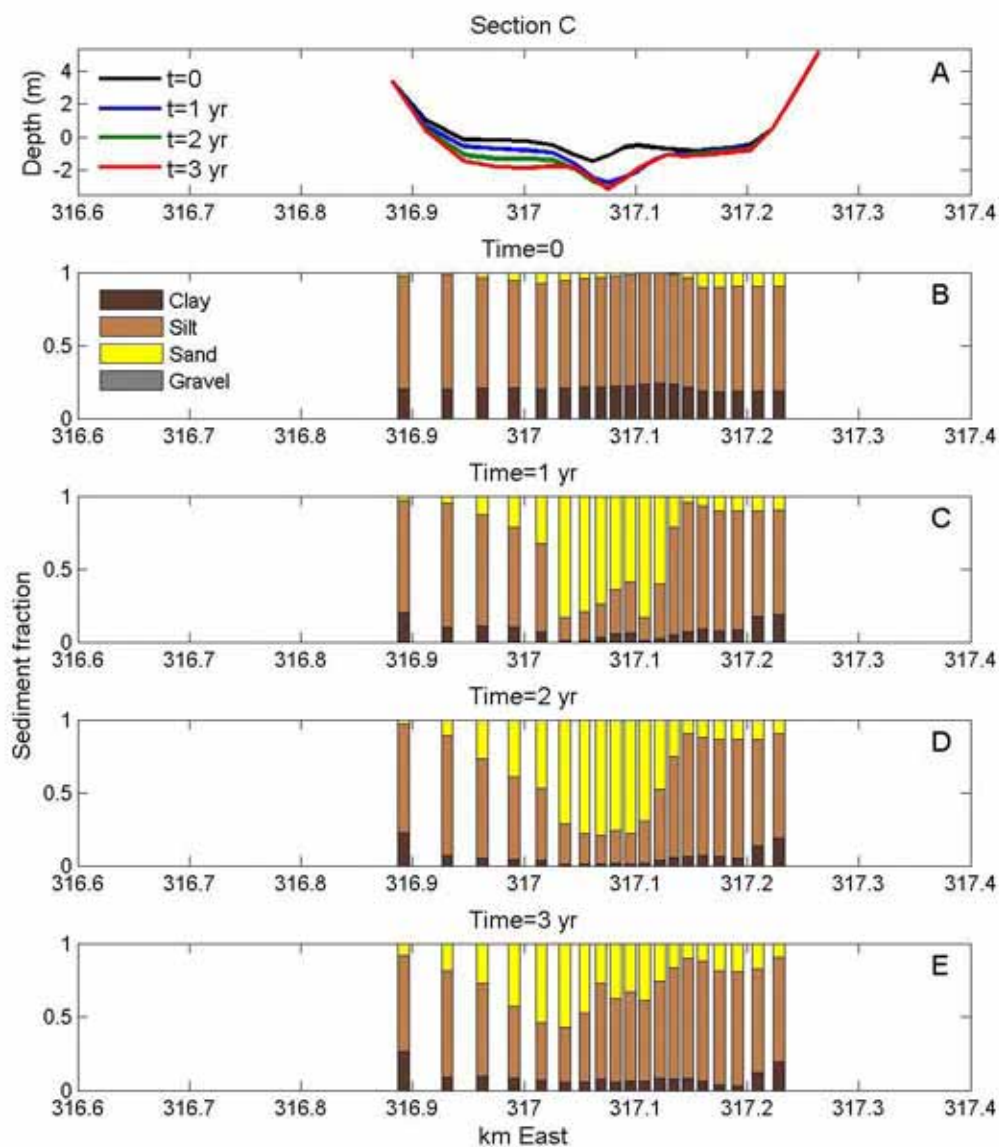 Section C
A
4
2
0
-2
Depth (m)
t=0
t=1 yr
t=2 yr
t=3 yr
316.6 316.7 316.8 316.9 317 317.1 317.2 317.3 317.4
Time=0
B
1
0.5
0
Clay
Silt
Sand
Gravel
316.6 316.7 316.8 316.9 317 317.1 317.2 317.3 317.4
Time=1 yr
C
1
0.5
0
316.6 316.7 316.8 316.9 317 317.1 317.2 317.3 317.4
Sediment fraction
Time=2 yr
D
1
0.5
0
316.6 316.7 316.8 316.9 317 317.1 317.2 317.3 317.4
Time=3 yr
E
1
0.5
0
316.6 316.7 316.8 316.9 317 317.1 317.2 317.3 317.4
km East